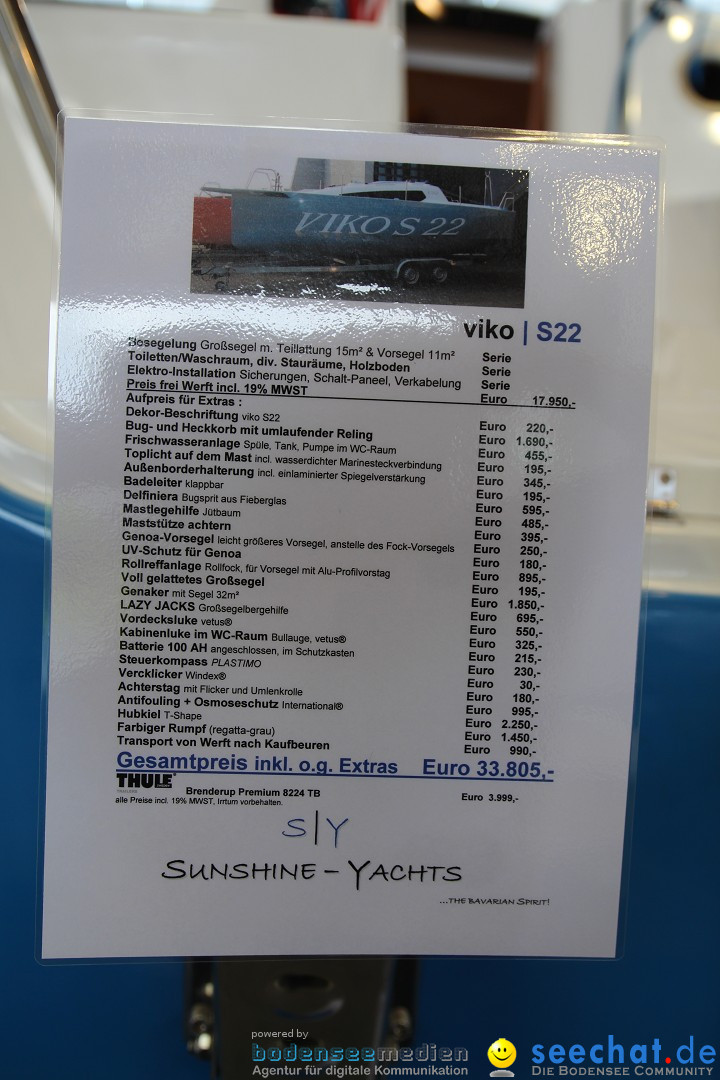 VIKO S 22
viko | S22
Besegelung Großsegel m. Teillattung 15m² & Vorsegel 11m² Serie
Toiletten/Waschraum, div. Stauräume, Holzboden Serie
Elektro-Installation Sicherungen, Schalt-Paneel, Verkabelung Serie
Preis frei Werft incl. 19% MWST Euro 17.950,-
Aufpreis für Extras :
Dekor-Beschriftung viko S22 Euro 220,-
Bug- und Heckkorb mit umlaufender Reling Euro 1.690,-
Frischwasseranlage Spüle, Tank, Pumpe im WC-Raum Euro 455,-
Toplicht auf dem Mast incl. wasserdichter Marinesteckverbindung Euro 195,-
Außenborderhalterung incl. einlaminierter Spiegelverstärkung Euro 345,-
Badeleiter klappbar Euro 195,-
Delfiniera Bugsprit aus Fieberglas Euro 595,-
Mastlegehilfe Jütbaum Euro 485,-
Maststütze achtern Euro 395,-
Genoa-Vorsegel leicht größeres Vorsegel, anstelle des Fock-Vorsegels Euro 250,-
UV-Schutz für Genoa Euro 180,-
Rollreffanlage Rollfock, für Vorsegel mit Alu-Profilvorstag Euro 895,-
Voll gelattetes Großsegel Euro 195,-
Genaker mit Segel 32m² Euro 1.850,-
LAZY JACKS Großsegelbergehilfe Euro 695,-
Vordecksluke vetus® Euro 550,-
Kabinenluke im WC-Raum Bullauge, vetus® Euro 325,-
Batterie 100 AH angeschlossen, im Schutzkasten Euro 215,-
Steuerkompass PLASTIMO Euro 230,-
Vercklicker Windex® Euro 30,-
Achterstag mit Flicker und Umlenkrolle Euro 180,-
Antifouling + Osmoseschutz International® Euro 995,-
Hubkiel T-Shape Euro 2.250,-
Farbiger Rumpf (regatta-grau) Euro 1.450,-
Transport von Werft nach Kaufbeuren Euro 990,-
Gesamtpreis inkl. o.g. Extras Euro 33.805,-
THULE Brenderup Premium 8224 TB Euro 3.999,-
alle Preise incl. 19% MWST, Irrtum vorbehalten.
S|Y
SUNSHINE – YACHTS
...THE BAVARIAN SPIRIT!
powered by
bodenseemedien
Agentur für digitale Kommunikation
seechat.de
DIE BODENSEE COMMUNITY